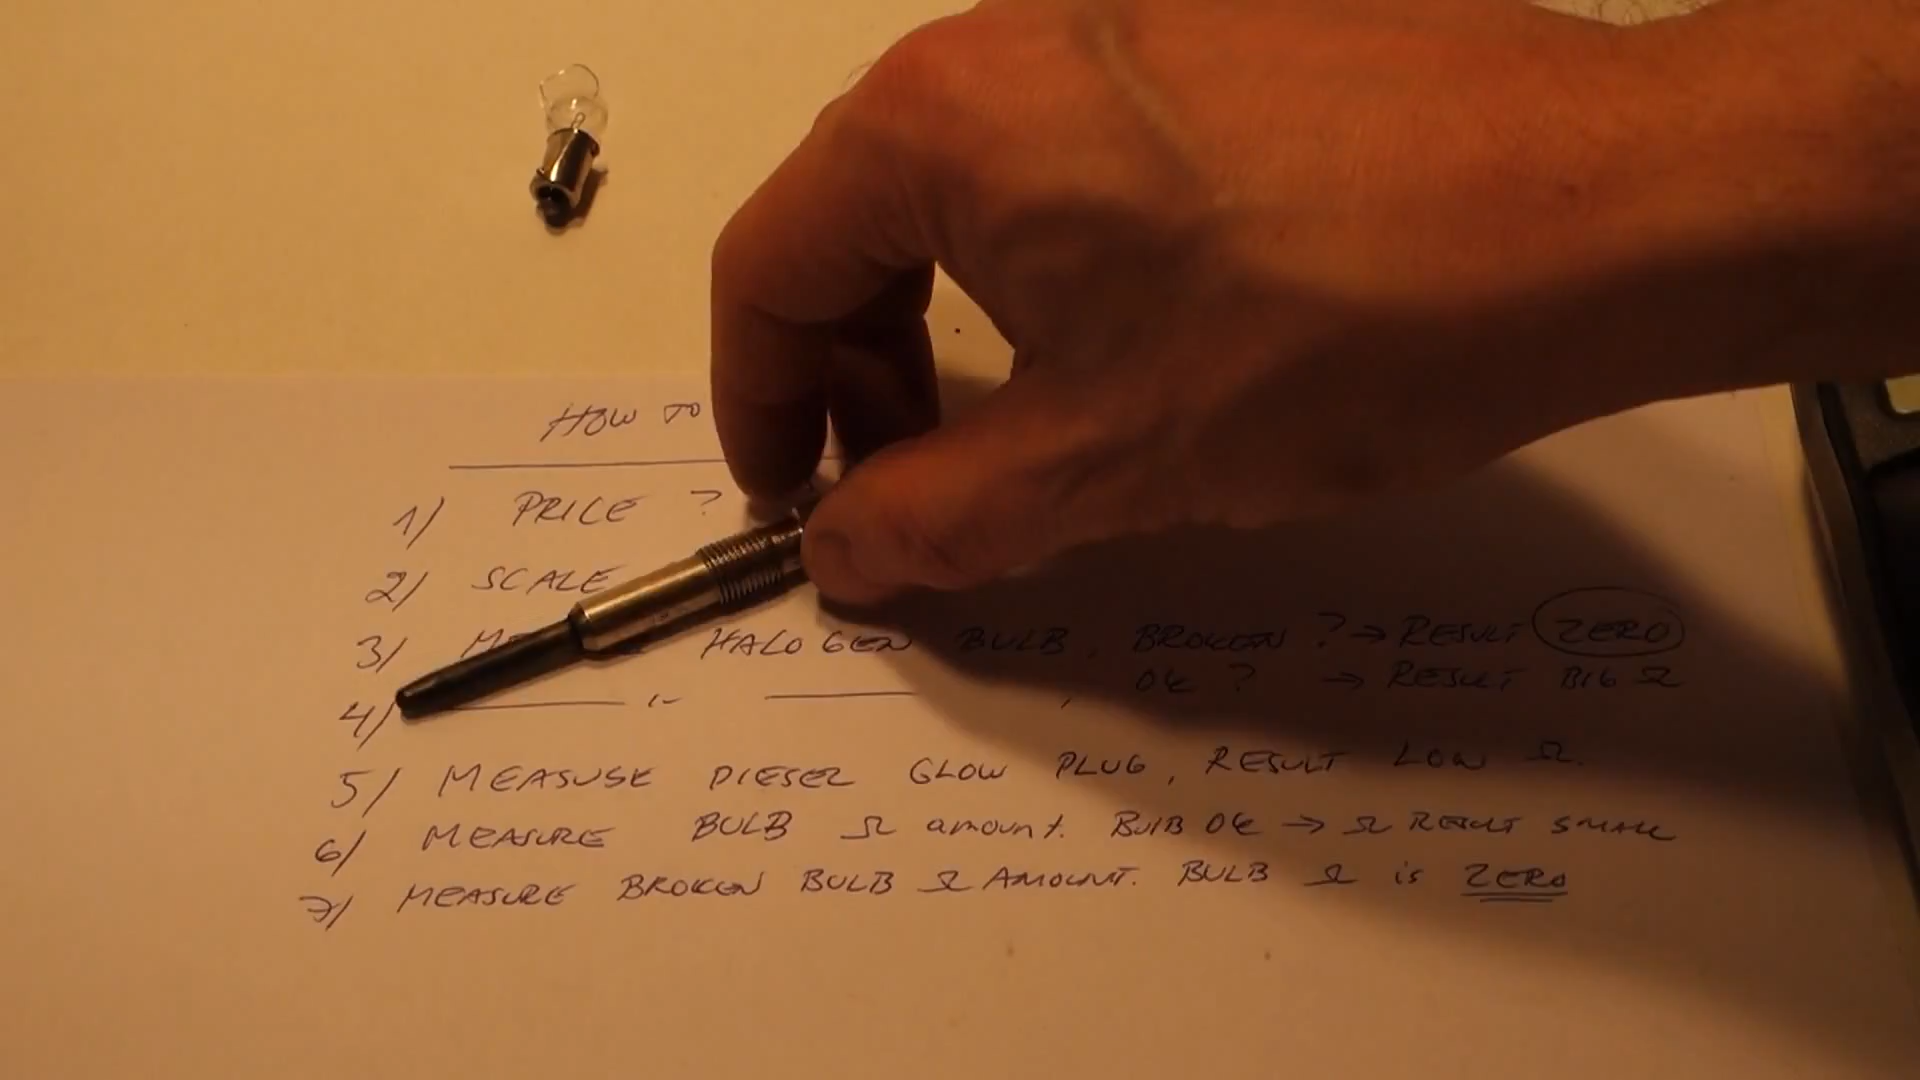 HOW TO
1) PRICE ?
2) SCALE
3) HALOGEN BULB, BROKEN ? → RESULT ZERO
OK ? → RESULT BIG Ω
4) —— 11 —— ,
5) MEASUSE DIESEL GLOW PLUG, RESULT LOW Ω.
6) MEASURE BULB Ω amount. BULB OK → Ω RESULT SMALL
7) MEASURE BROKEN BULB Ω AMOUNT. BULB Ω is ZERO